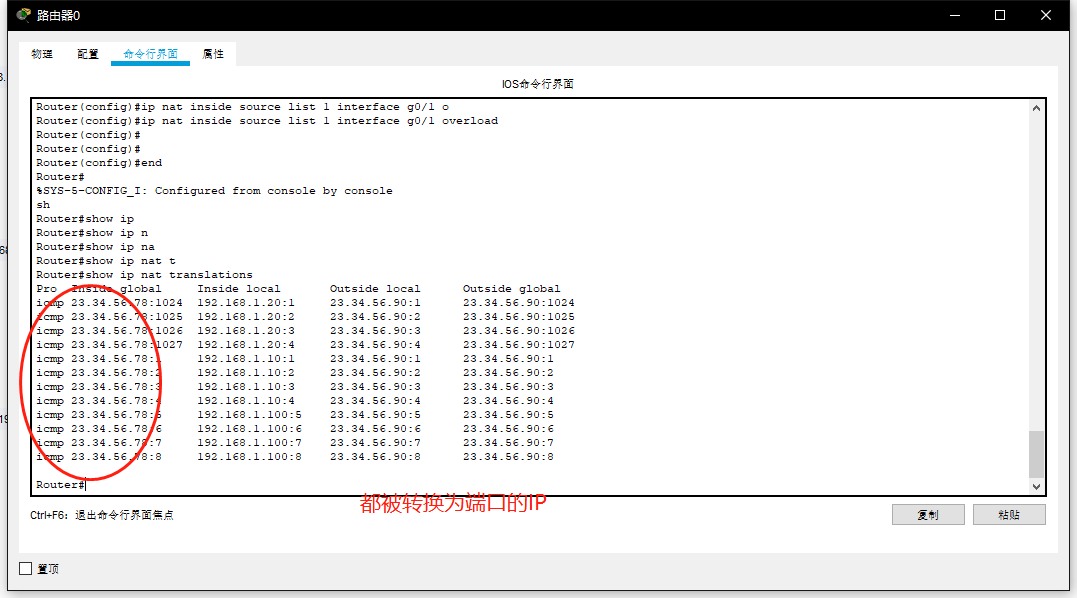 路由器0
物理 配置 命令行界面 属性
IOS命令行界面
Router(config)#ip nat inside source list 1 interface g0/1 o
Router(config)#ip nat inside source list 1 interface g0/1 overload
Router(config)#
Router(config)#
Router(config)#end
Router#
%SYS-5-CONFIG_I: Configured from console by console
sh
Router#show ip
Router#show ip n
Router#show ip na
Router#show ip nat t
Router#show ip nat translations
Pro Inside global Inside local Outside local Outside global
icmp 23.34.56.78:1024 192.168.1.20:1 23.34.56.90:1 23.34.56.90:1024
icmp 23.34.56.78:1025 192.168.1.20:2 23.34.56.90:2 23.34.56.90:1025
icmp 23.34.56.78:1026 192.168.1.20:3 23.34.56.90:3 23.34.56.90:1026
icmp 23.34.56.78:1027 192.168.1.20:4 23.34.56.90:4 23.34.56.90:1027
icmp 23.34.56.78:1 192.168.1.10:1 23.34.56.90:1 23.34.56.90:1
icmp 23.34.56.78:2 192.168.1.10:2 23.34.56.90:2 23.34.56.90:2
icmp 23.34.56.78:3 192.168.1.10:3 23.34.56.90:3 23.34.56.90:3
icmp 23.34.56.78:4 192.168.1.10:4 23.34.56.90:4 23.34.56.90:4
icmp 23.34.56.78:5 192.168.1.100:5 23.34.56.90:5 23.34.56.90:5
icmp 23.34.56.78:6 192.168.1.100:6 23.34.56.90:6 23.34.56.90:6
icmp 23.34.56.78:7 192.168.1.100:7 23.34.56.90:7 23.34.56.90:7
icmp 23.34.56.78:8 192.168.1.100:8 23.34.56.90:8 23.34.56.90:8
Router#
都被转换为端口的IP
Ctrl+F6: 退出命令行界面焦点
复制 粘贴
置顶